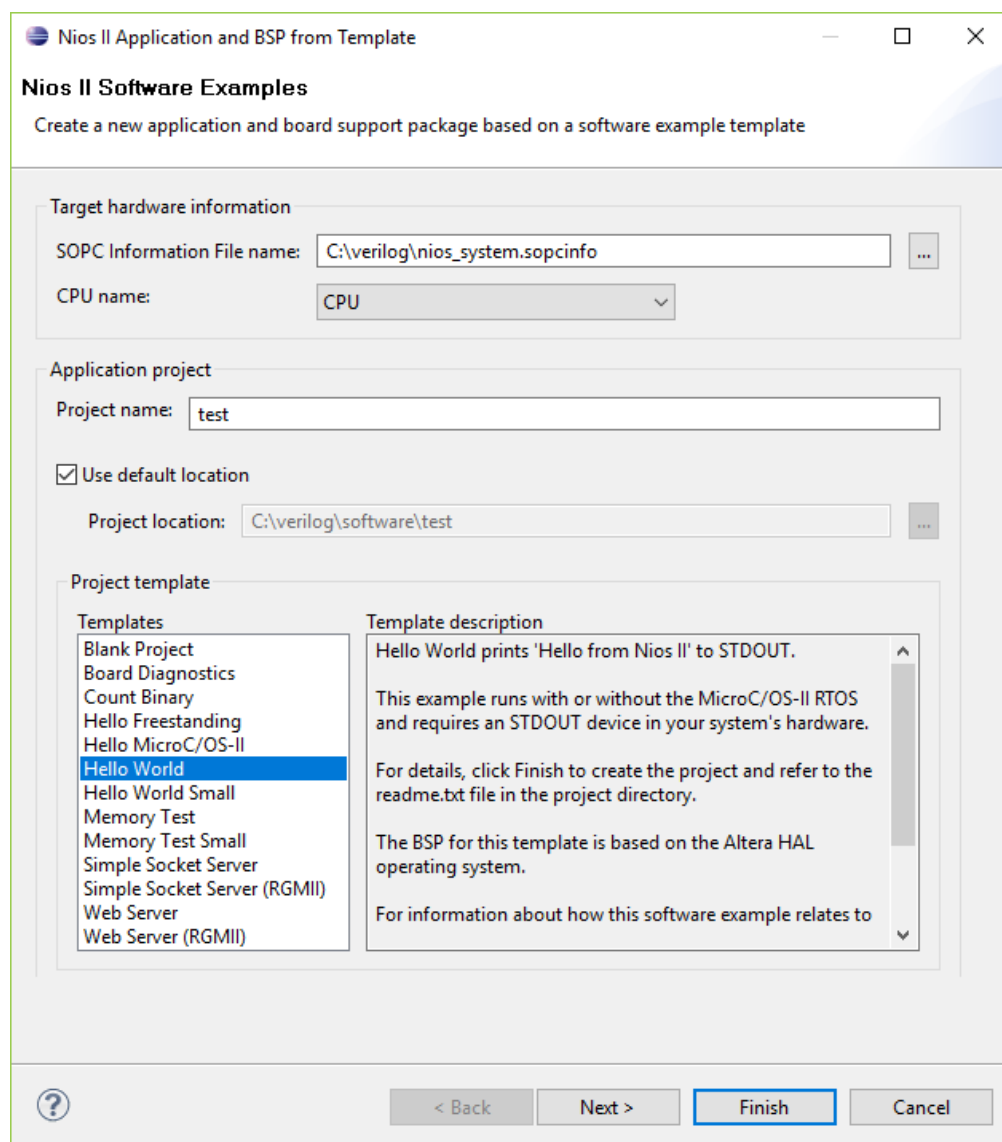 Nios II Application and BSP from Template
Nios II Software Examples
Create a new application and board support package based on a software example template
Target hardware information
SOPC Information File name: C:\verilog\nios_system.sopcinfo ...
CPU name: CPU
Application project
Project name: test
Use default location
Project location: C:\verilog\software\test ...
Project template
Templates
Blank Project
Board Diagnostics
Count Binary
Hello Freestanding
Hello MicroC/OS-II
Hello World
Hello World Small
Memory Test
Memory Test Small
Simple Socket Server
Simple Socket Server (RGMII)
Web Server
Web Server (RGMII)
Template description
Hello World prints 'Hello from Nios II' to STDOUT.
This example runs with or without the MicroC/OS-II RTOS
and requires an STDOUT device in your system's hardware.
For details, click Finish to create the project and refer to the
readme.txt file in the project directory.
The BSP for this template is based on the Altera HAL
operating system.
For information about how this software example relates to
? < Back Next > Finish Cancel